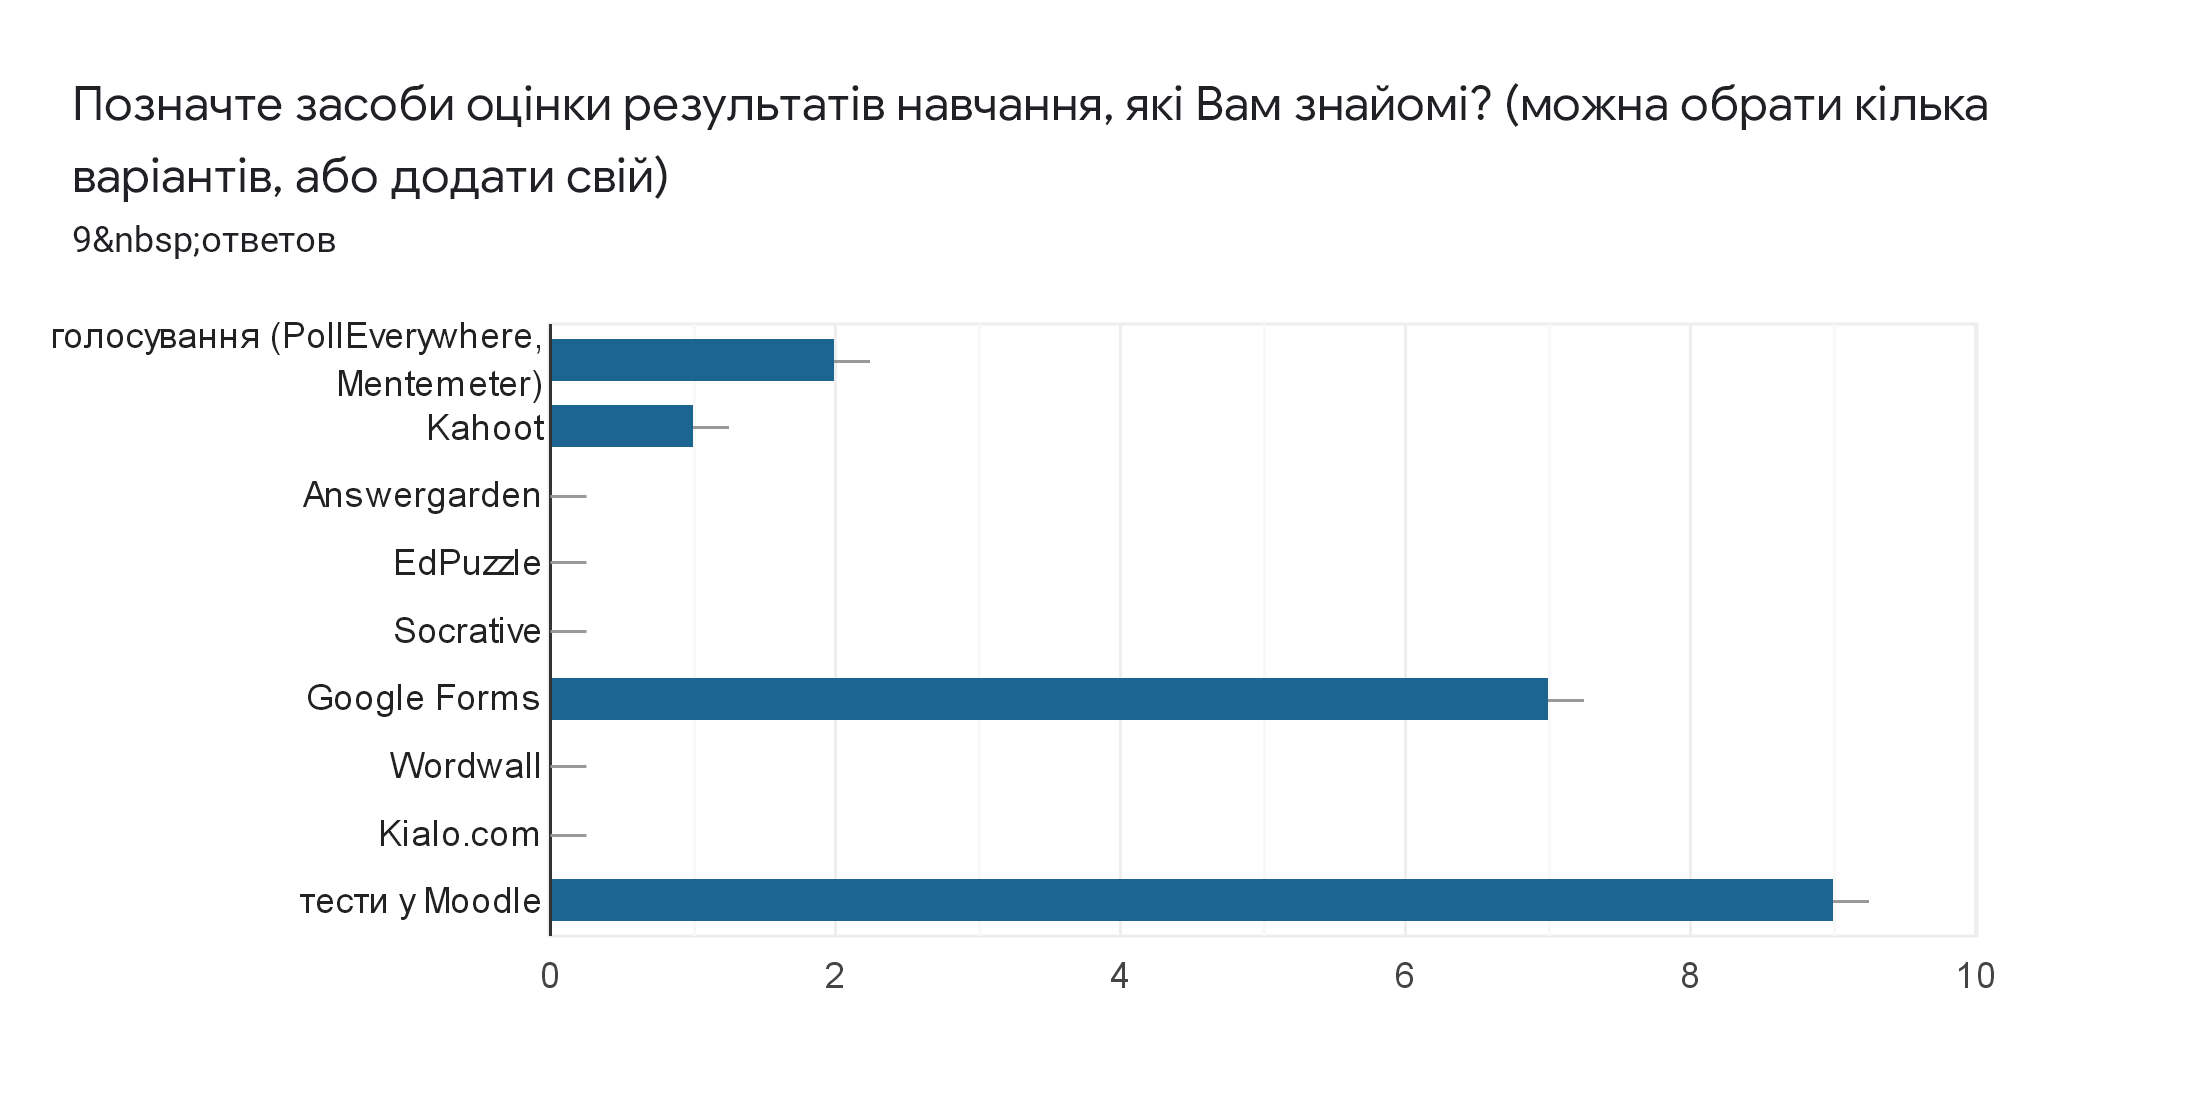 Позначте засоби оцінки результатів навчання, які Вам знайомі? (можна обрати кілька
варіантів, або додати свій)
9&nbsp;ответов
голосування (PollEverywhere,
Mentemeter)
Kahoot
Answergarden
EdPuzzle
Socrative
Google Forms
Wordwall
Kialo.com
тести у Moodle
0 2 4 6 8 10